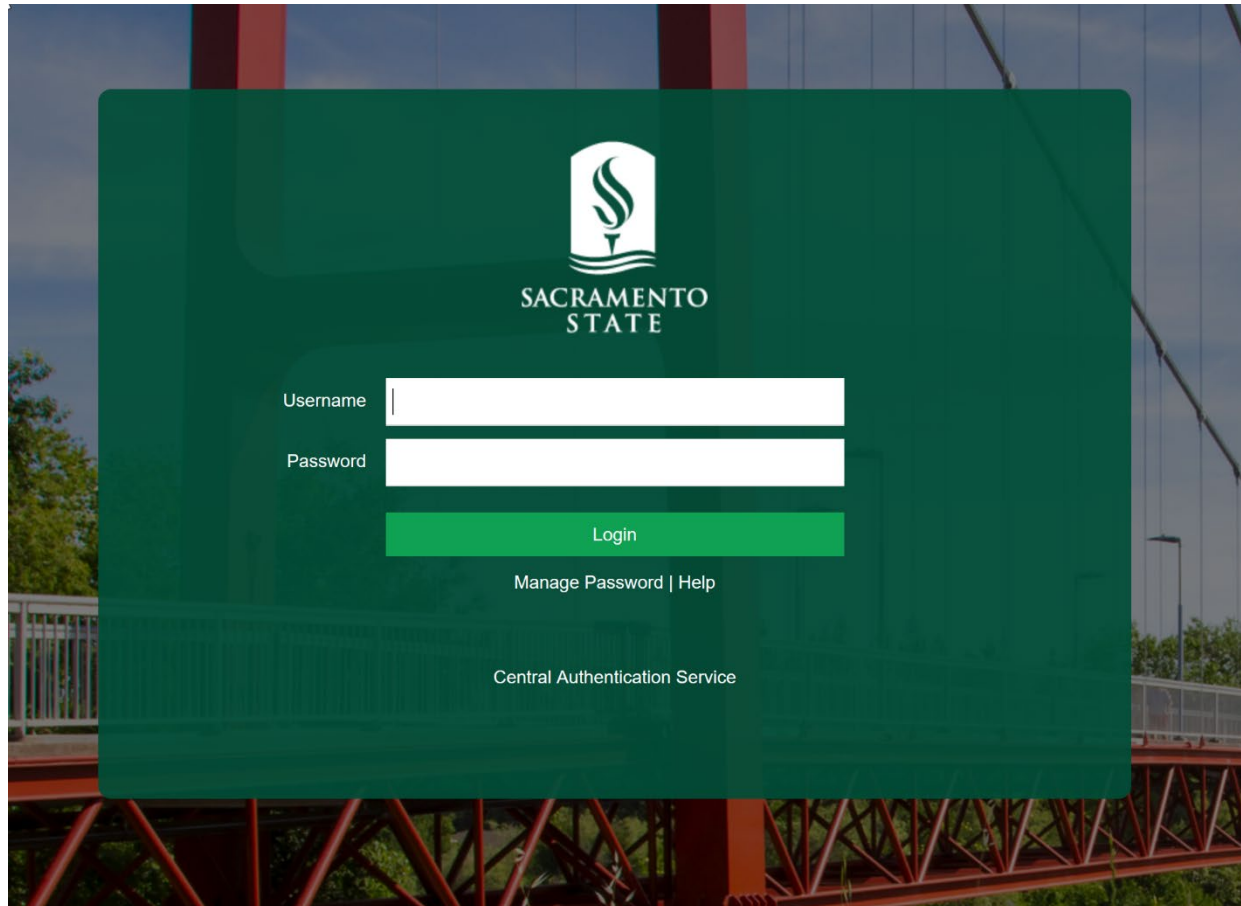 SACRAMENTO
STATE
Username
Password
Login
Manage Password | Help
Central Authentication Service